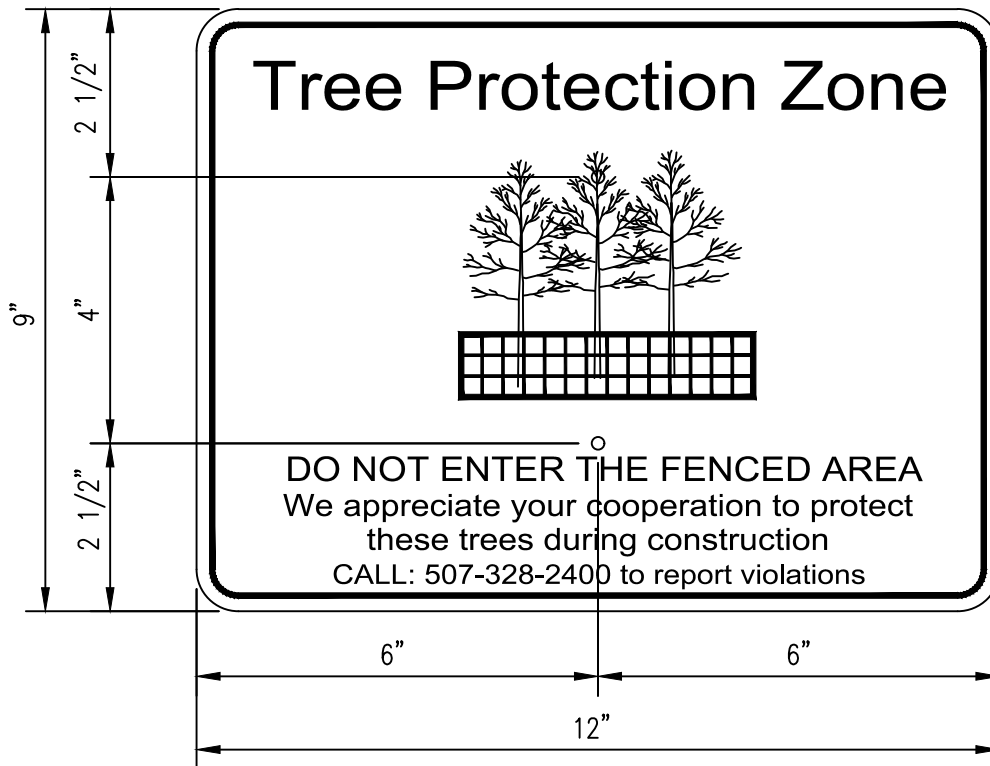 Tree Protection Zone
2 1/2”
4”
9”
2 1/2”
DO NOT ENTER THE FENCED AREA
We appreciate your cooperation to protect
these trees during construction
CALL: 507-328-2400 to report violations
6”
6”
12”